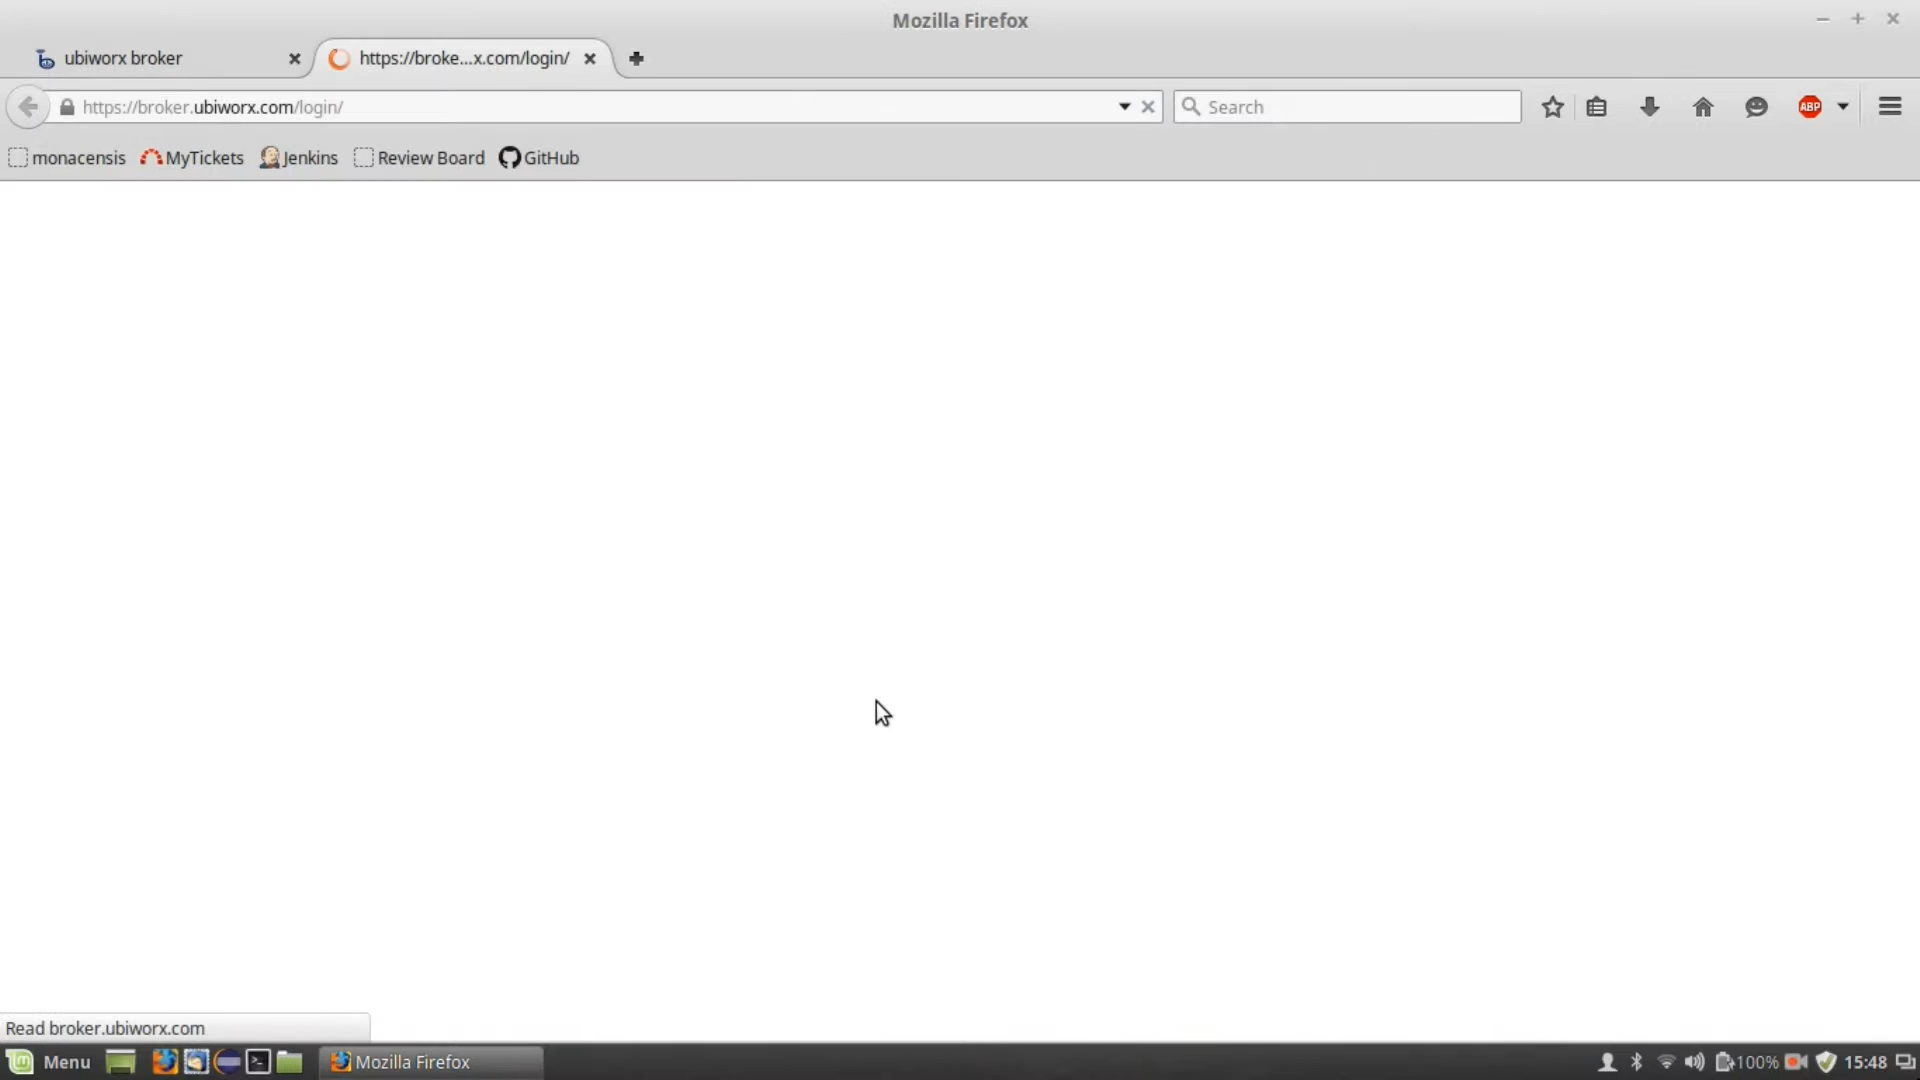 Mozilla Firefox
ubiworx broker
https://broke...x.com/login/
https://broker.ubiworx.com/login/
Search
ABP
monacensis
MyTickets
Jenkins
Review Board
GitHub
Read broker.ubiworx.com
Menu
Mozilla Firefox
100%
15:48